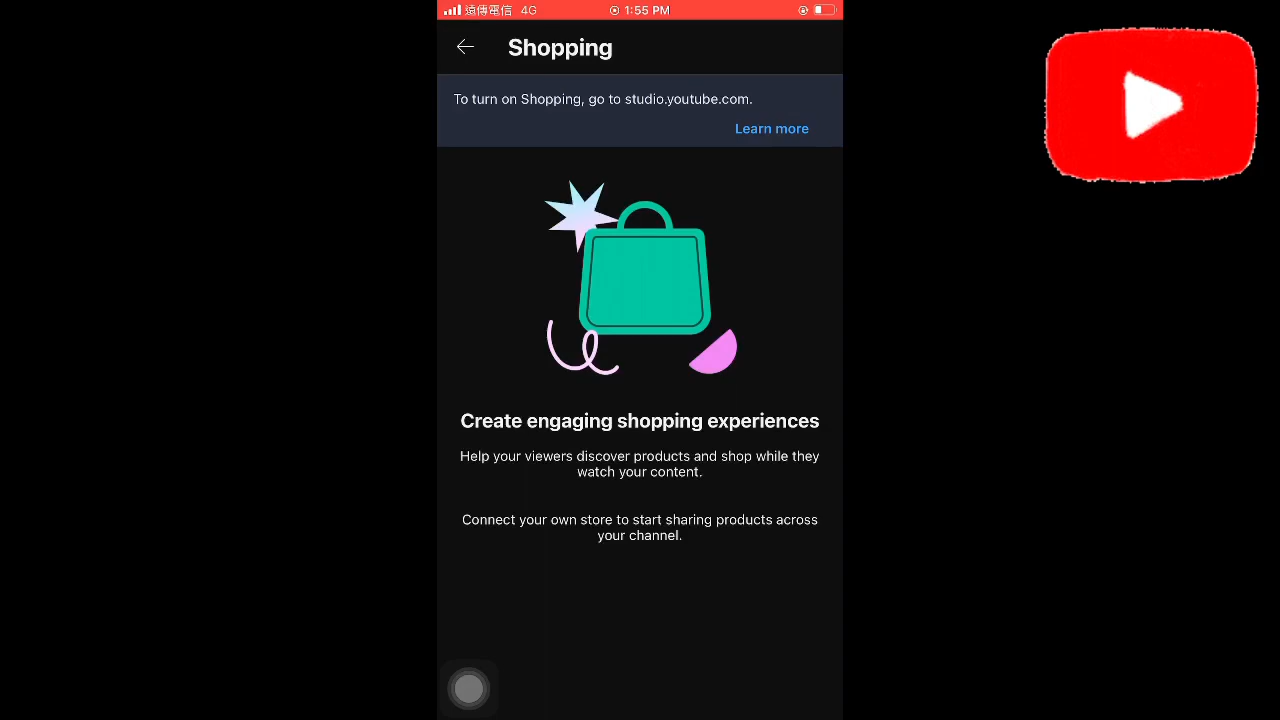 遠傳電信 4G 1:55 PM
Shopping
To turn on Shopping, go to studio.youtube.com.
Learn more
Create engaging shopping experiences
Help your viewers discover products and shop while they
watch your content.
Connect your own store to start sharing products across
your channel.